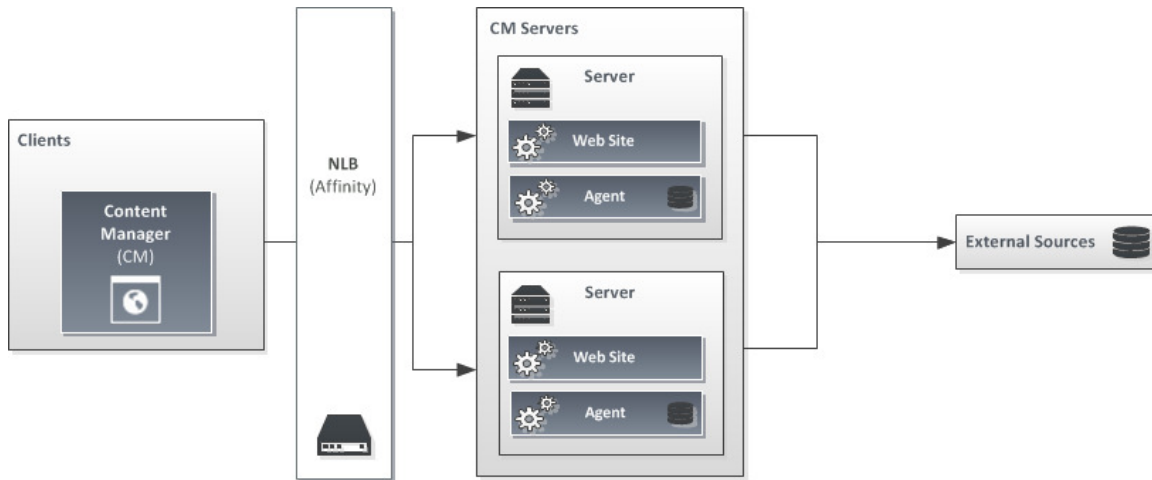 Clients
Content
Manager
(CM)
NLB
(Affinity)
CM Servers
Server
Web Site
Agent
Server
Web Site
Agent
External Sources